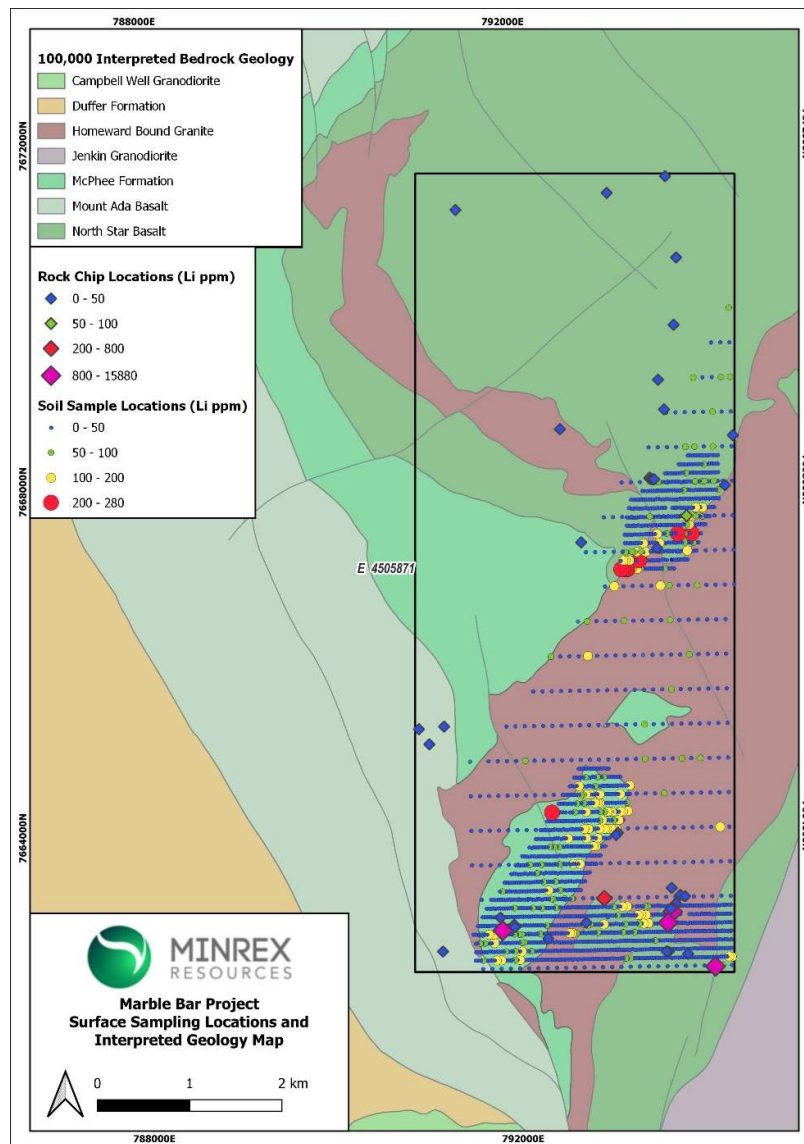 788000E
792000E
100,000 Interpreted Bedrock Geology
Campbell Well Granodiorite
Duffer Formation
Homeward Bound Granite
Jenkin Granodiorite
McPhee Formation
Mount Ada Basalt
North Star Basalt
Rock Chip Locations (Li ppm)
0 - 50
50 - 100
200 - 800
800 - 15880
Soil Sample Locations (Li ppm)
0 - 50
50 - 100
100 - 200
200 - 280
7672000N
7668000N
7664000N
E 4505871
MINREX
RESOURCES
Marble Bar Project
Surface Sampling Locations and
Interpreted Geology Map
0 1 2 km
788000E
792000E